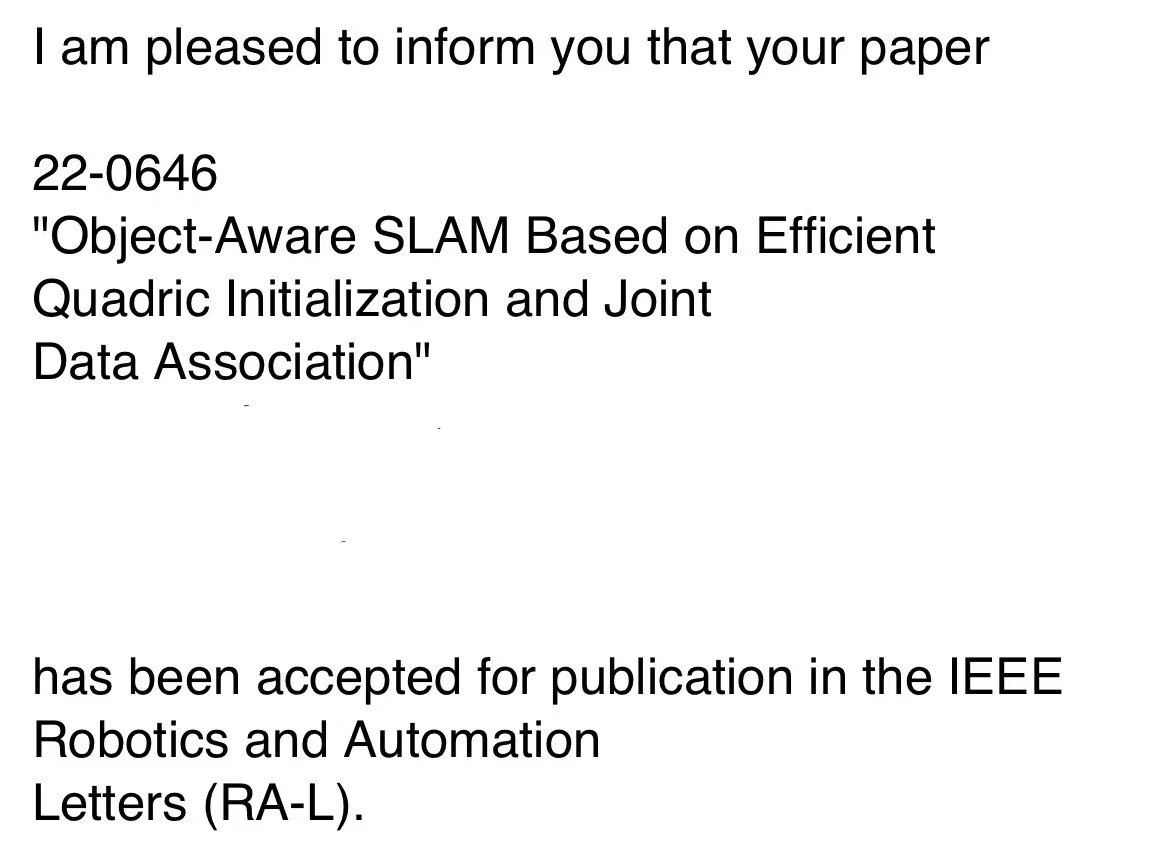 I am pleased to inform you that your paper
22-0646
"Object-Aware SLAM Based on Efficient
Quadric Initialization and Joint
Data Association"
has been accepted for publication in the IEEE
Robotics and Automation
Letters (RA-L).